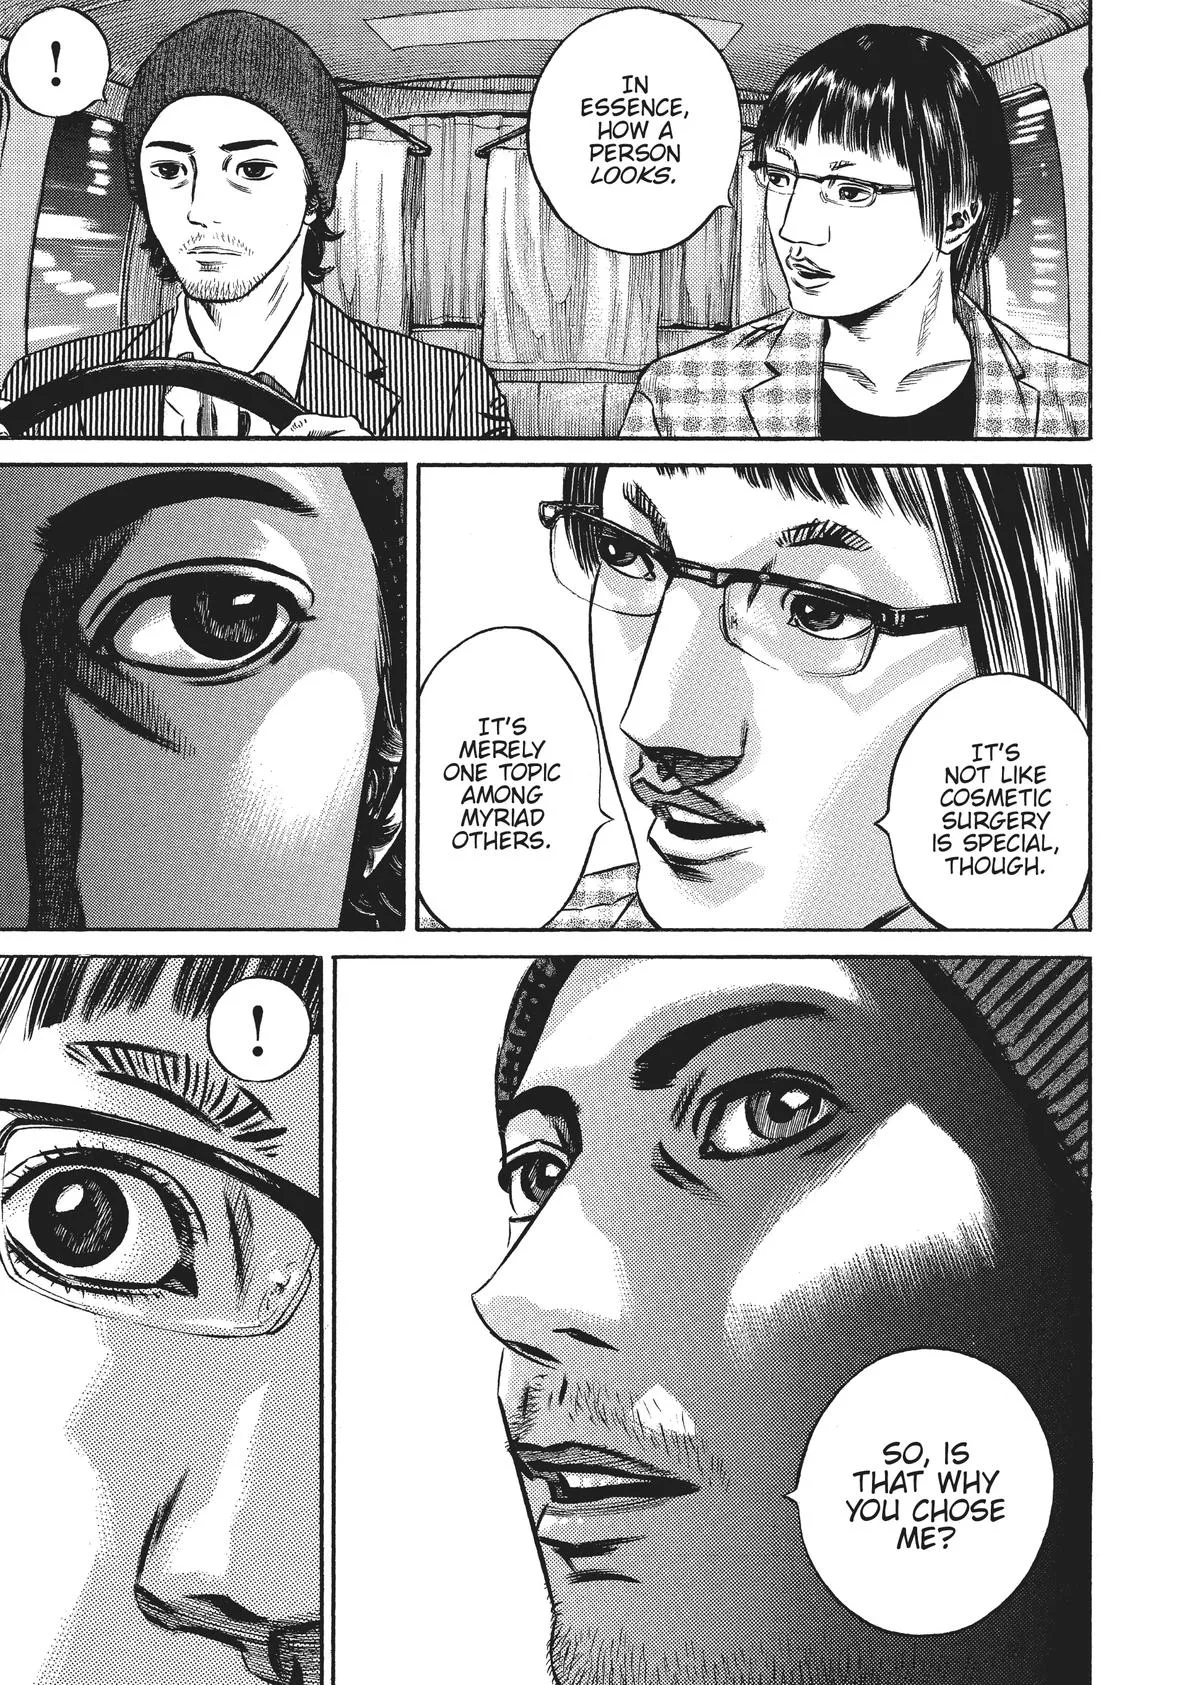 IN
ESSENCE,
HOW A
PERSON
LOOKS.
!
IT'S
NOT LIKE
COSMETIC
SURGERY
IS SPECIAL,
THOUGH.
IT'S
MERELY
ONE TOPIC
AMONG
MYRIAD
OTHERS.
SO, IS
THAT WHY
YOU CHOSE
ME?
!